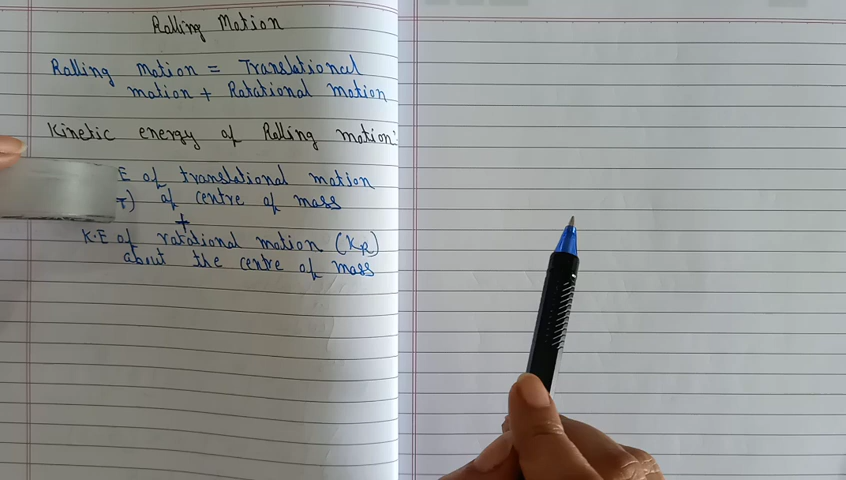 Rolling Motion
Rolling Motion = Translational
motion + Rotational motion
Kinetic energy of Rolling motion:
E of translational motion
T) of centre of mass
+
K.E of rotational motion (KR)
about the centre of mass